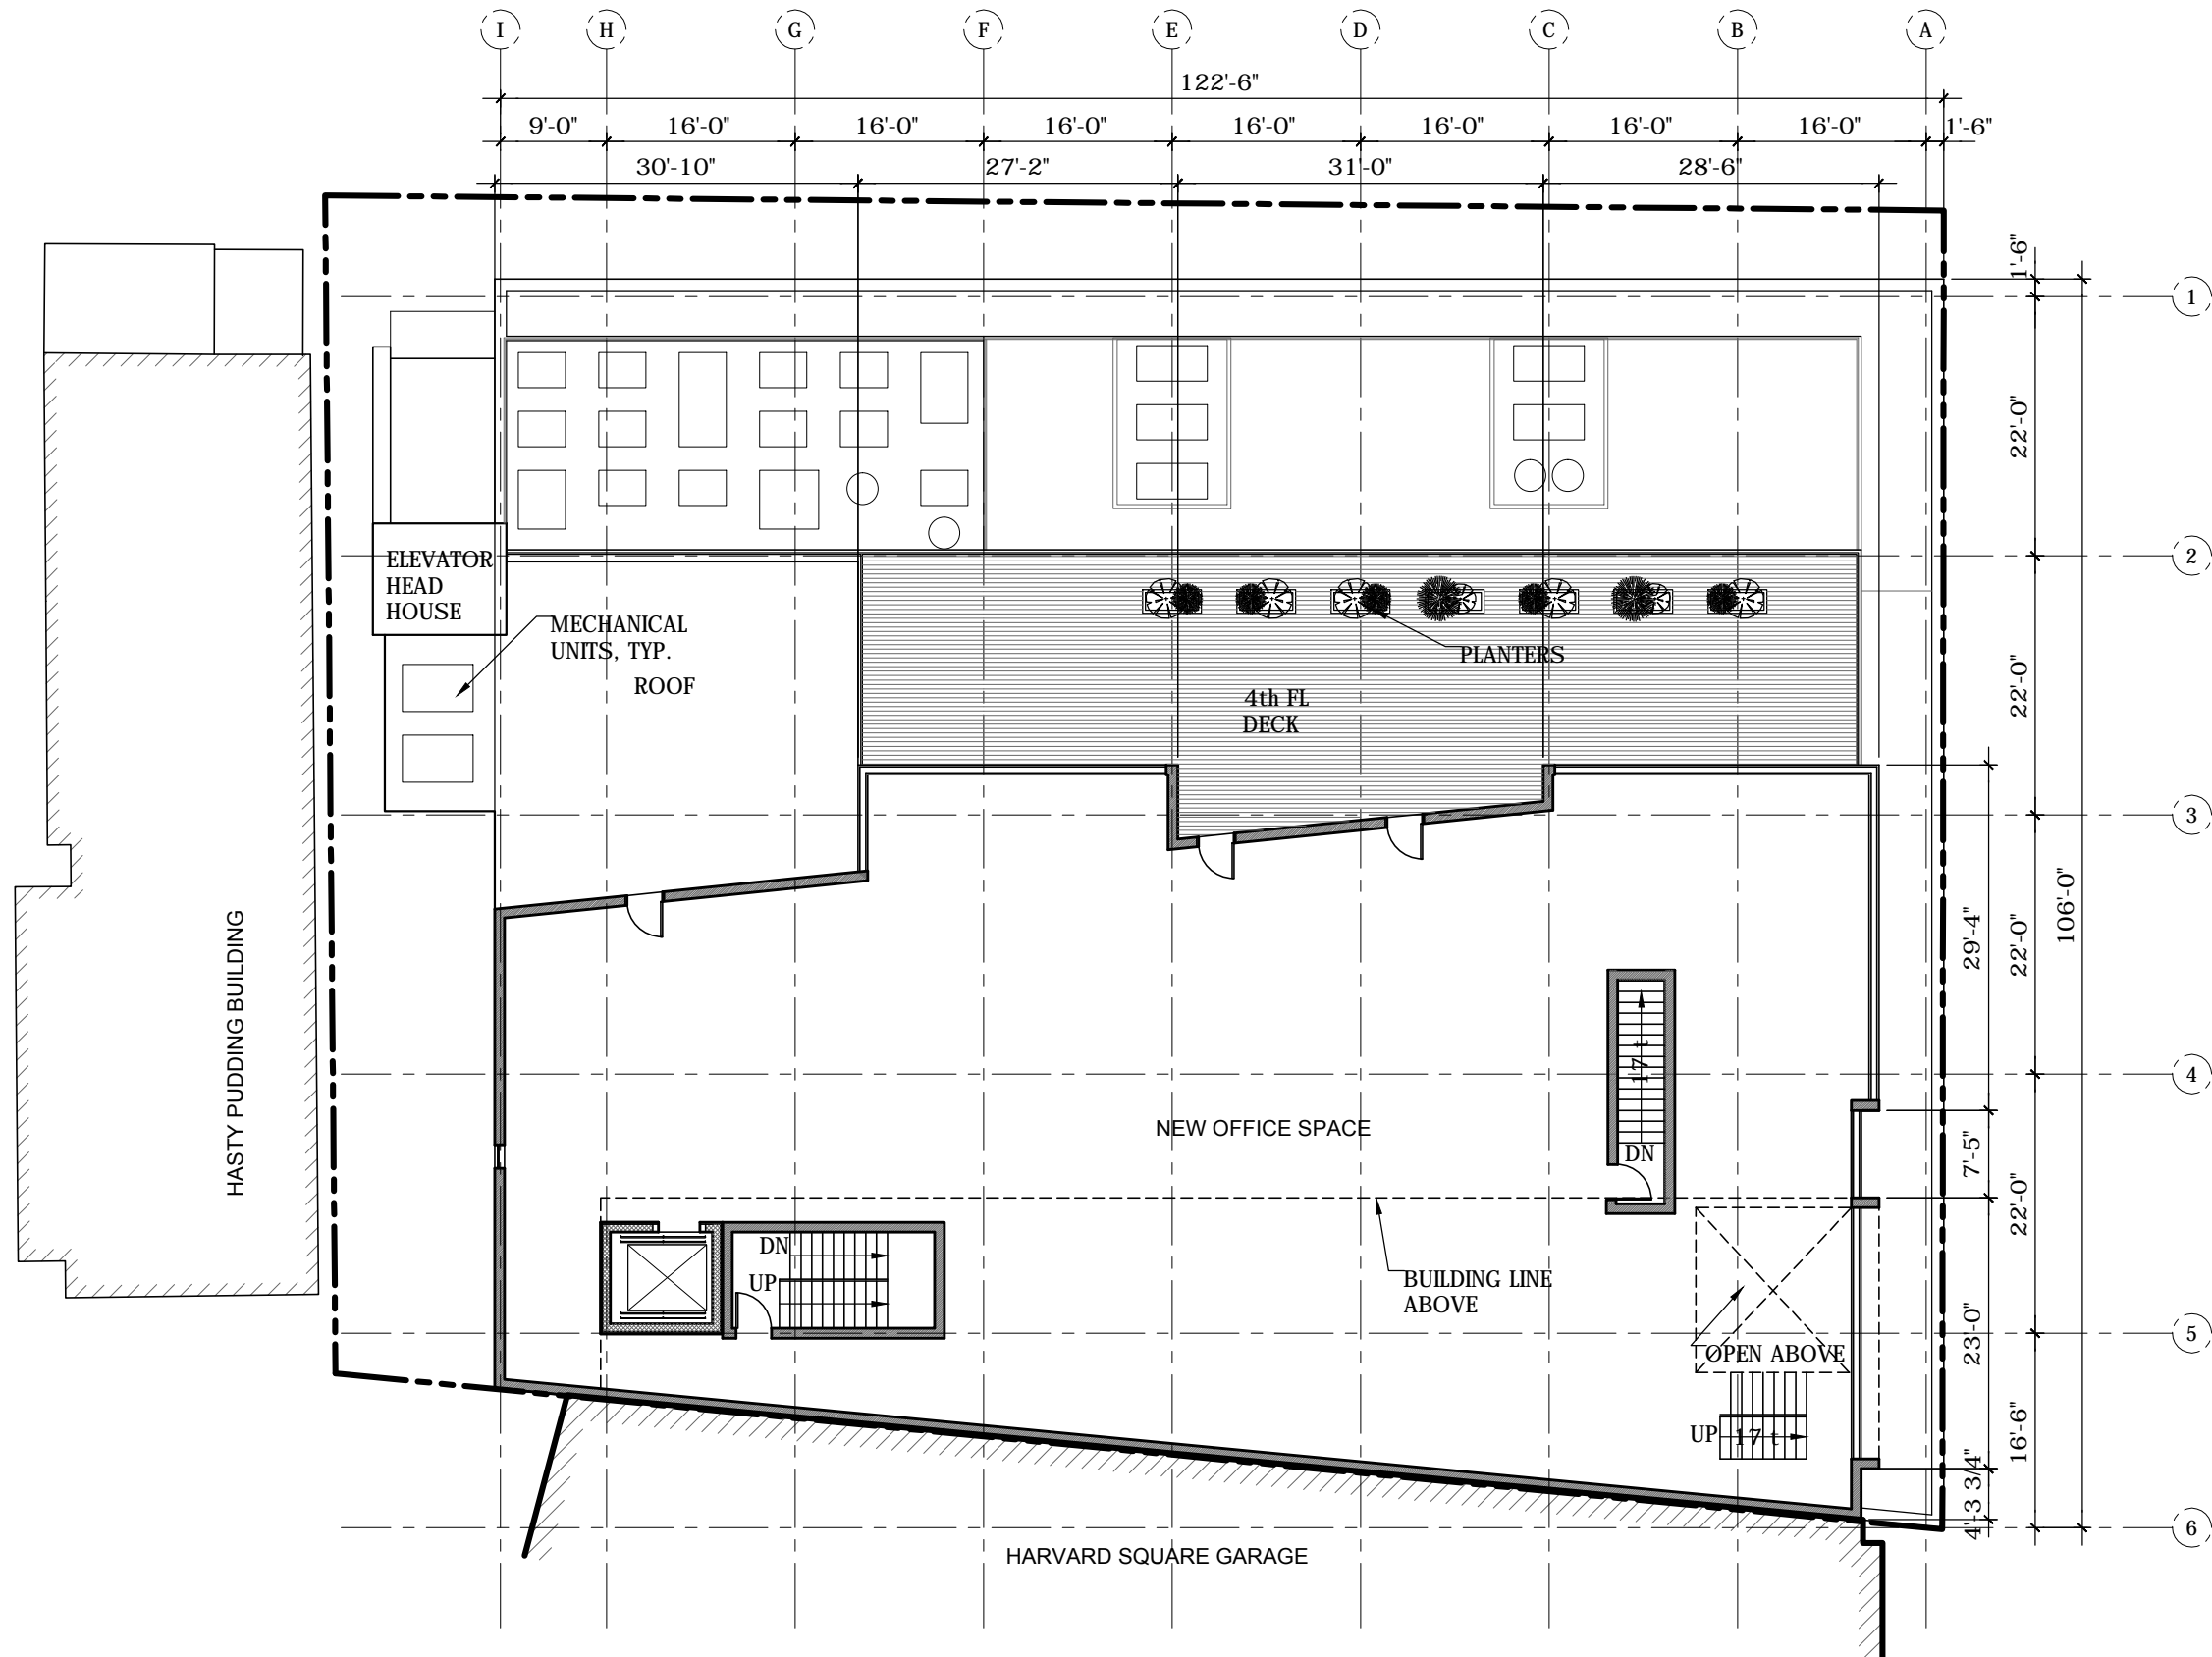 I H G F E D C B A
122'-6"
9'-0" 16'-0" 16'-0" 16'-0" 16'-0" 16'-0" 16'-0" 16'-0" 1'-6"
30'-10" 27'-2" 31'-0" 28'-6"
1'-6"
1
22'-0"
2
ELEVATOR
HEAD
HOUSE
MECHANICAL
UNITS, TYP.
ROOF
PLANTERS
4th FL
DECK
22'-0"
3
HASTY PUDDING BUILDING
29'-4"
22'-0"
106'-0"
17 t
4
NEW OFFICE SPACE
DN
7'-5"
22'-0"
DN
UP
BUILDING LINE
ABOVE
OPEN ABOVE
23'-0"
5
UP 17 t
16'-6"
4'-3 3/4"
6
HARVARD SQUARE GARAGE